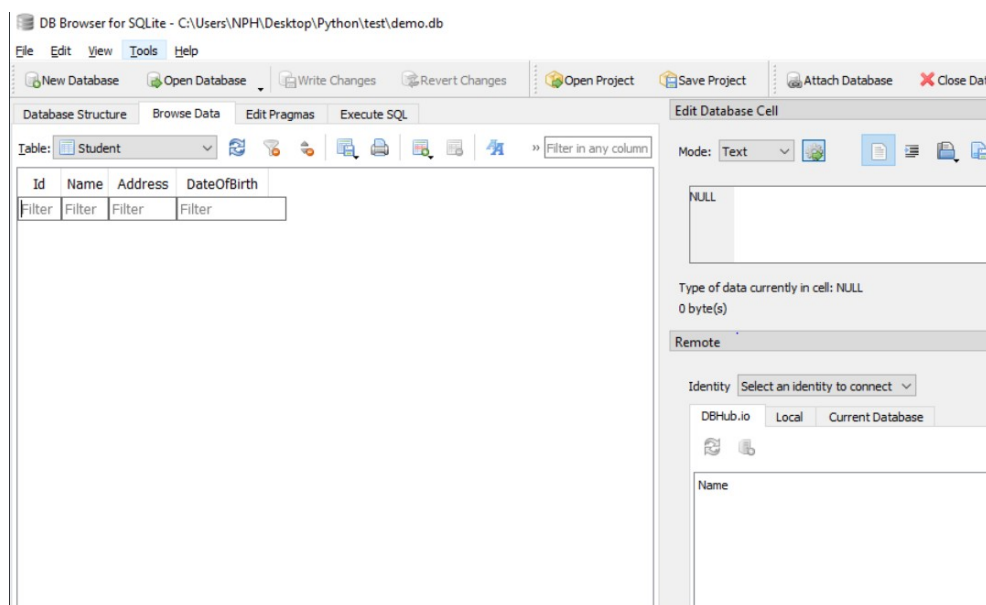 DB Browser for SQLite - C:\Users\NPH\Desktop\Python\test\demo.db
File Edit View Tools Help
New Database Open Database Write Changes Revert Changes Open Project Save Project Attach Database Close Dat
Database Structure Browse Data Edit Pragmas Execute SQL
Table: Student » Filter in any column
Id Name Address DateOfBirth
Filter Filter Filter Filter
Edit Database Cell
Mode: Text
NULL
Type of data currently in cell: NULL
0 byte(s)
Remote
Identity Select an identity to connect
DBHub.io Local Current Database
Name